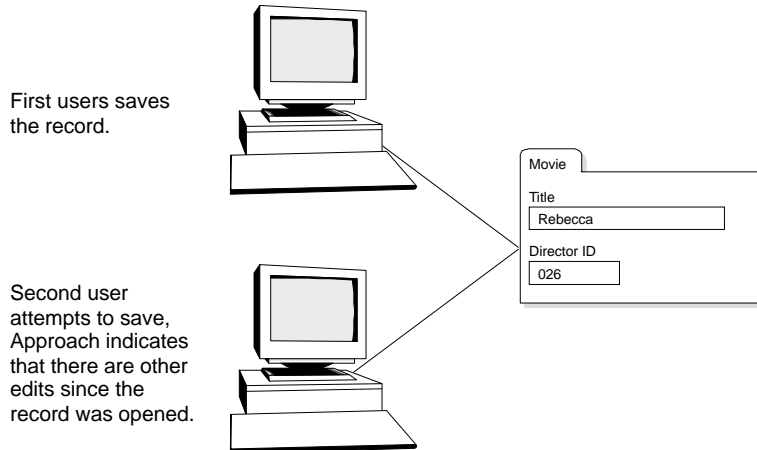 First users saves
the record.
Movie
Title
Rebecca
Director ID
026
Second user
attempts to save,
Approach indicates
that there are other
edits since the
record was opened.